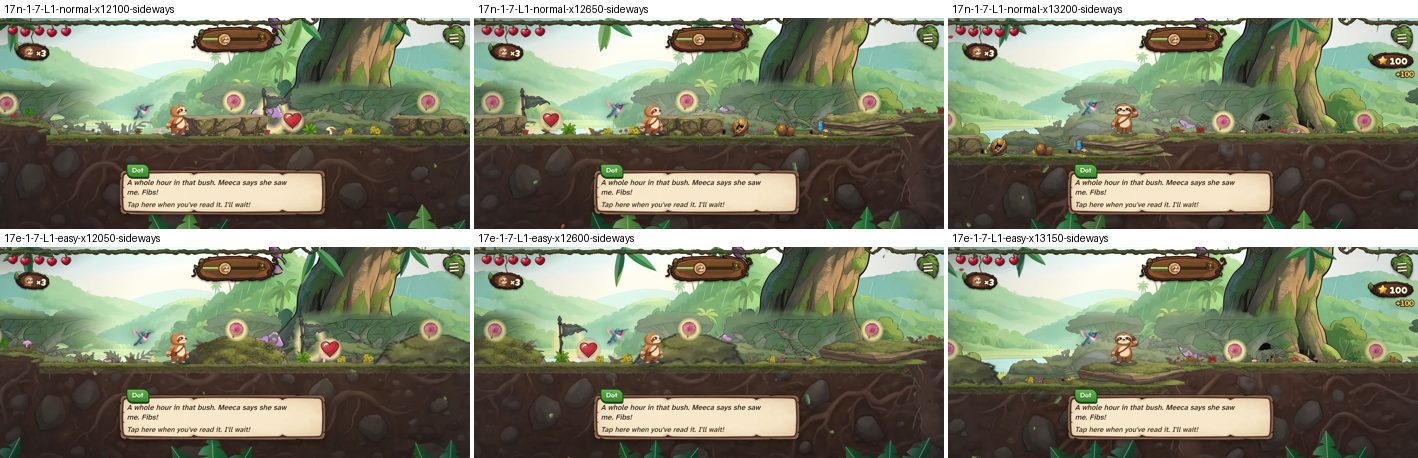 17n-1-7-L1-normal-x12100-sideways
×3
Dot
A whole hour in that bush. Meeca says she saw
me. Fibs!
Tap here when you've read it. I'll wait!
17n-1-7-L1-normal-x12650-sideways
×3
Dot
A whole hour in that bush. Meeca says she saw
me. Fibs!
Tap here when you've read it. I'll wait!
17n-1-7-L1-normal-x13200-sideways
×3
100
+100
Dot
A whole hour in that bush. Meeca says she saw
me. Fibs!
Tap here when you've read it. I'll wait!
17e-1-7-L1-easy-x12050-sideways
×3
Dot
A whole hour in that bush. Meeca says she saw
me. Fibs!
Tap here when you've read it. I'll wait!
17e-1-7-L1-easy-x12600-sideways
×3
Dot
A whole hour in that bush. Meeca says she saw
me. Fibs!
Tap here when you've read it. I'll wait!
17e-1-7-L1-easy-x13150-sideways
×3
100
+100
Dot
A whole hour in that bush. Meeca says she saw
me. Fibs!
Tap here when you've read it. I'll wait!